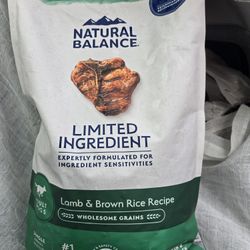 NATURAL
BALANCE
LIMITED
INGREDIENT
EXPERTLY FORMULATED FOR
INGREDIENT SENSITIVITIES
Lamb & Brown Rice Recipe
WHOLESOME GRAINS
#1